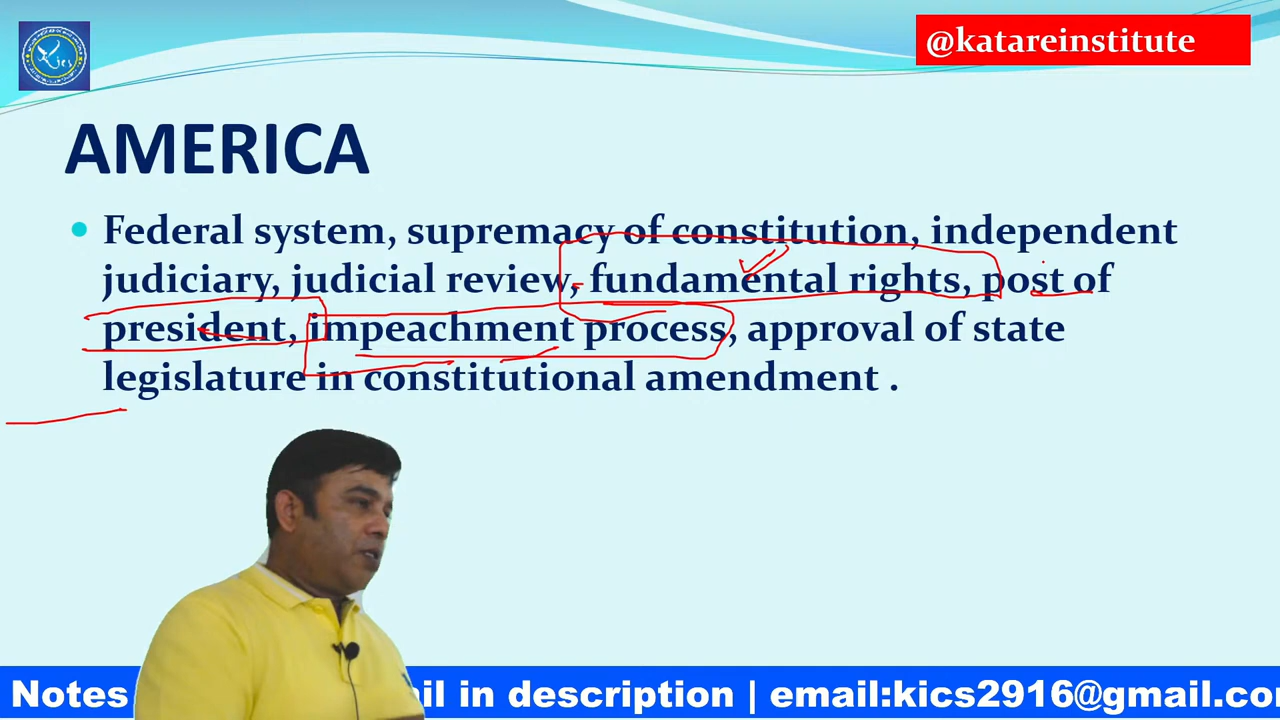 @katareinstitute
AMERICA
Federal system, supremacy of constitution, independent
judiciary, judicial review, fundamental rights, post of
president, impeachment process, approval of state
legislature in constitutional amendment .
Notes il in description | email:kics2916@gmail.co